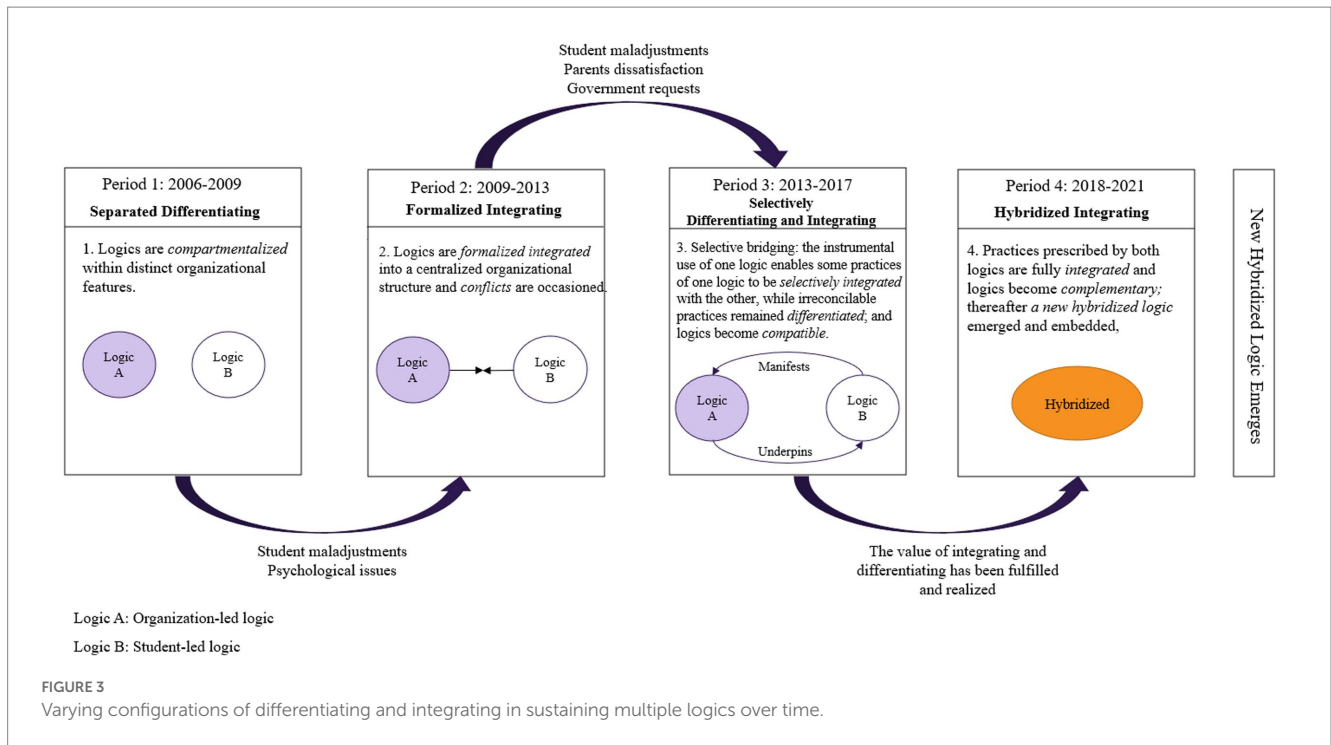 Student maladjustments
Parents dissatisfaction
Government requests
Period 1: 2006-2009
Separated Differentiating
1. Logics are compartmentalized
within distinct organizational
features.
Logic
A
Logic
B
Period 2: 2009-2013
Formalized Integrating
2. Logics are formalized integrated
into a centralized organizational
structure and conflicts are occasioned.
Logic
A
Logic
B
Period 3: 2013-2017
Selectively
Differentiating and Integrating
3. Selective bridging: the instrumental
use of one logic enables some practices
of one logic to be selectively integrated
with the other, while irreconcilable
practices remained differentiated; and
logics become compatible.
Manifests
Logic
A
Logic
B
Underpins
Period 4: 2018-2021
Hybridized Integrating
4. Practices prescribed by both
logics are fully integrated and
logics become complementary;
thereafter a new hybridized logic
emerged and embedded,
Hybridized
New Hybridized Logic Emerges
Student maladjustments
Psychological issues
The value of integrating and
differentiating has been fulfilled
and realized
Logic A: Organization-led logic
Logic B: Student-led logic
FIGURE 3
Varying configurations of differentiating and integrating in sustaining multiple logics over time.